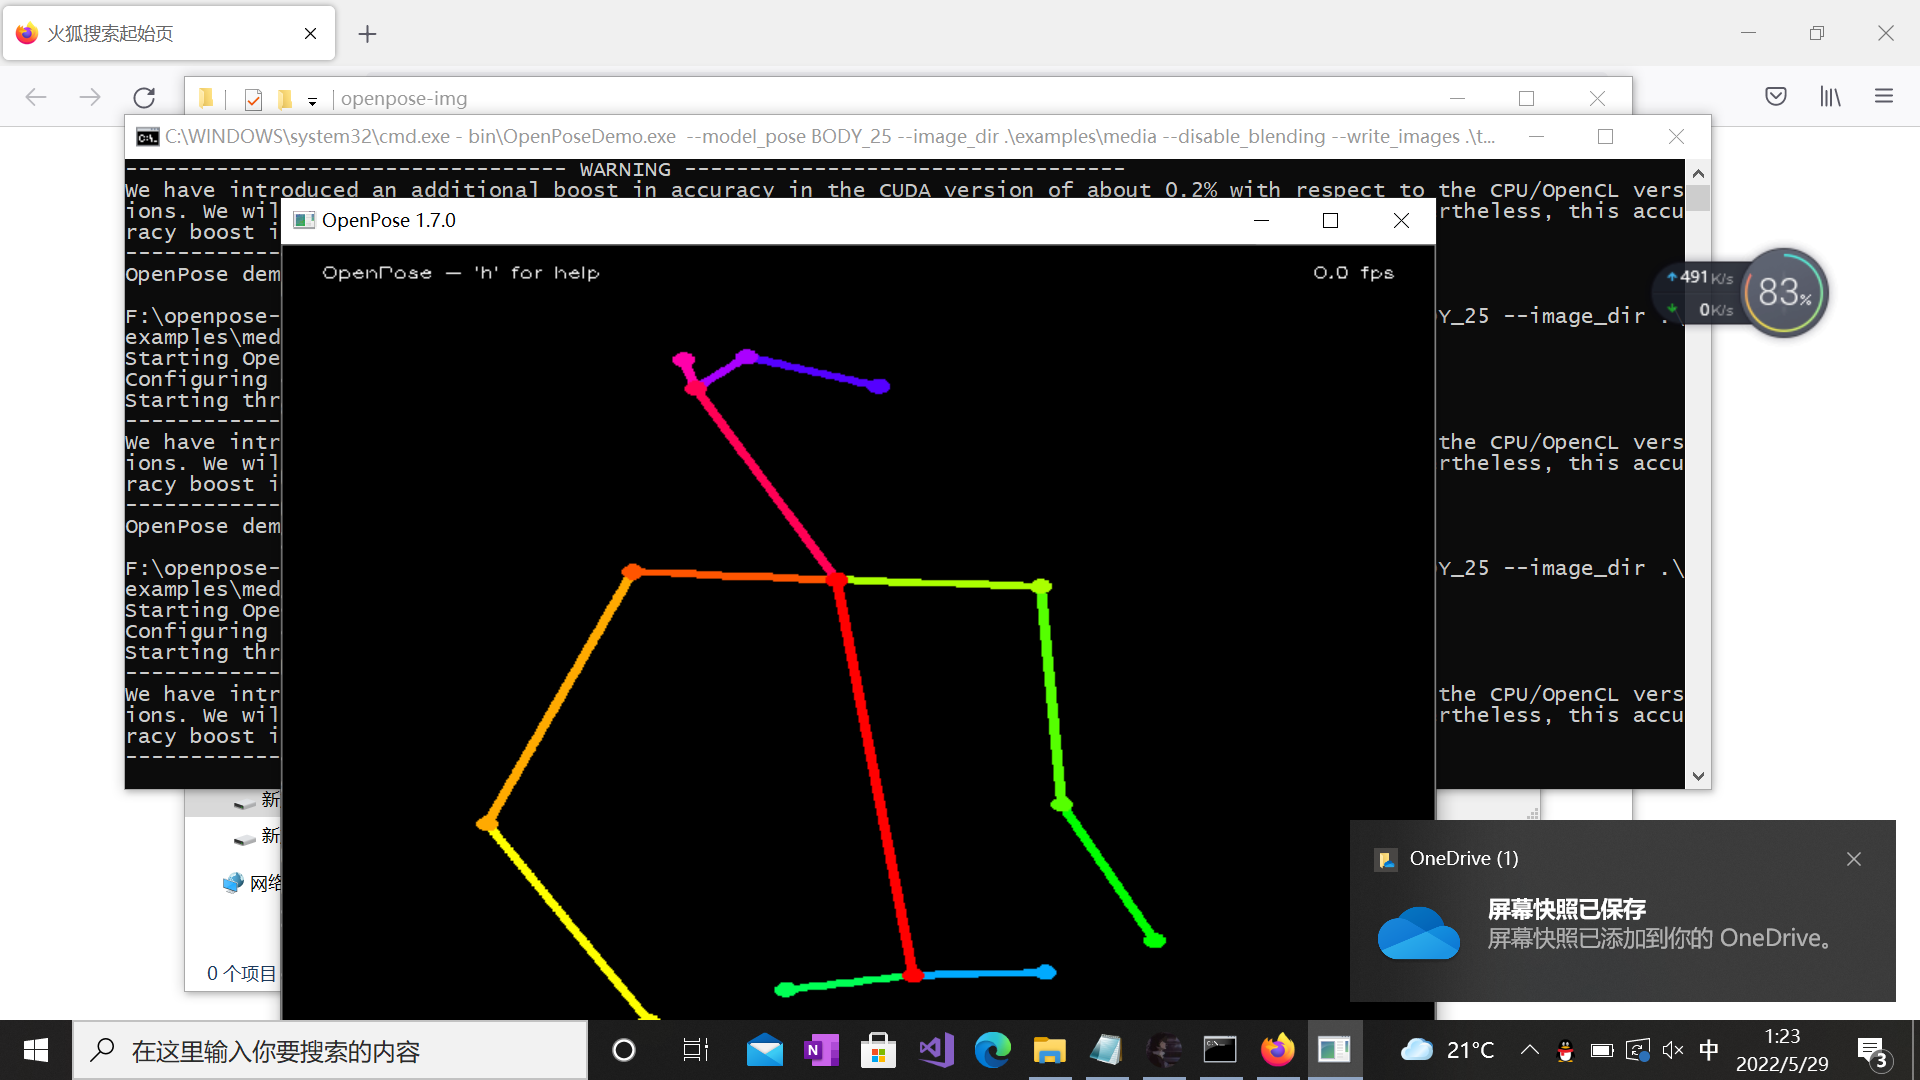 火狐搜索起始页
openpose-img
C:\WINDOWS\system32\cmd.exe - bin\OpenPoseDemo.exe  --model_pose BODY_25 --image_dir .\examples\media --disable_blending --write_images .\t...
---------------------------------- WARNING ----------------------------------
We have introduced an additional boost in accuracy in the CUDA version of about 0.2% with respect to the CPU/OpenCL vers
ions. We wil
rtheless, this accu
racy boost i
OpenPose 1.7.0
OpenPose - 'h' for help
0.0 fps
OpenPose dem
F:\openpose-
Y_25 --image_dir .\
examples\med
Starting Ope
Configuring
Starting thr
We have intr
the CPU/OpenCL vers
ions. We wil
rtheless, this accu
racy boost i
OpenPose dem
F:\openpose-
Y_25 --image_dir .\
examples\med
Starting Ope
Configuring
Starting thr
We have intr
the CPU/OpenCL vers
ions. We wil
rtheless, this accu
racy boost i
491 K/s
0 K/s
83%
新
新
网络
0 个项目
OneDrive (1)
屏幕快照已保存
屏幕快照已添加到你的 OneDrive。
在这里输入你要搜索的内容
21°C
中
1:23
2022/5/29
3